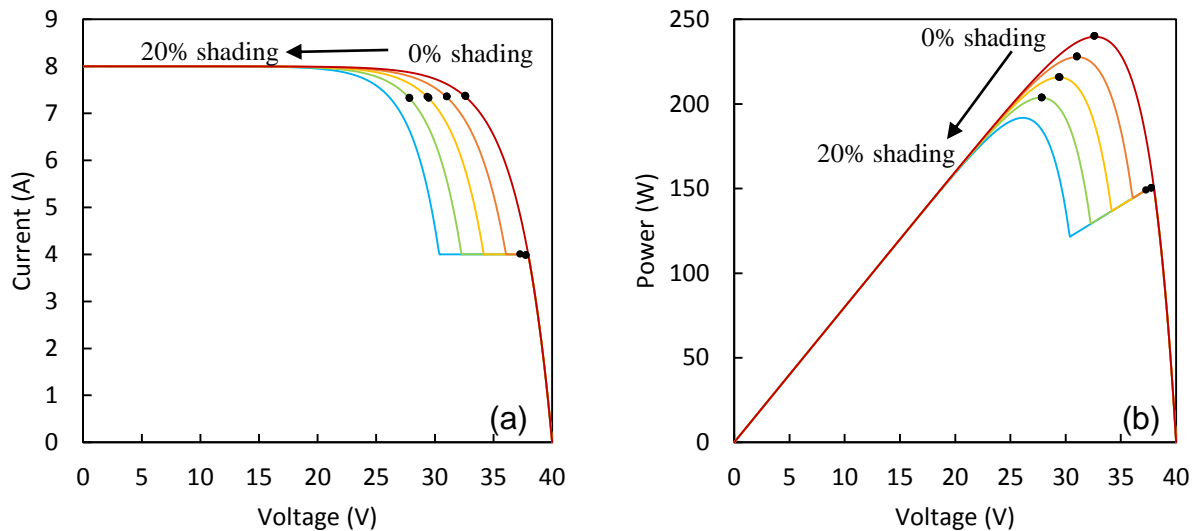 9
8
7
6
5
4
3
2
1
0
Current (A)
20% shading
0% shading
(a)
0 5 10 15 20 25 30 35 40
Voltage (V)
250
200
150
100
50
0
Power (W)
0% shading
20% shading
(b)
0 5 10 15 20 25 30 35 40
Voltage (V)